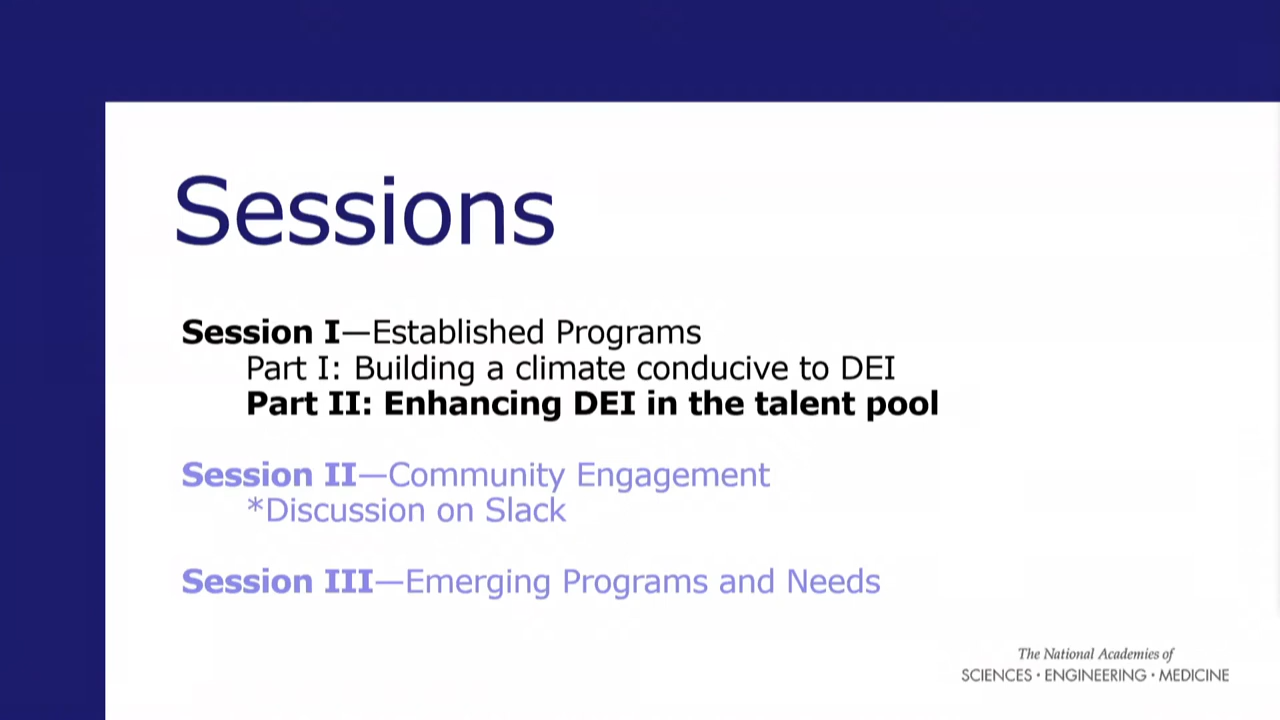 Sessions
Session I—Established Programs
Part I: Building a climate conducive to DEI
Part II: Enhancing DEI in the talent pool
Session II—Community Engagement
*Discussion on Slack
Session III—Emerging Programs and Needs
The National Academies of
SCIENCES · ENGINEERING · MEDICINE